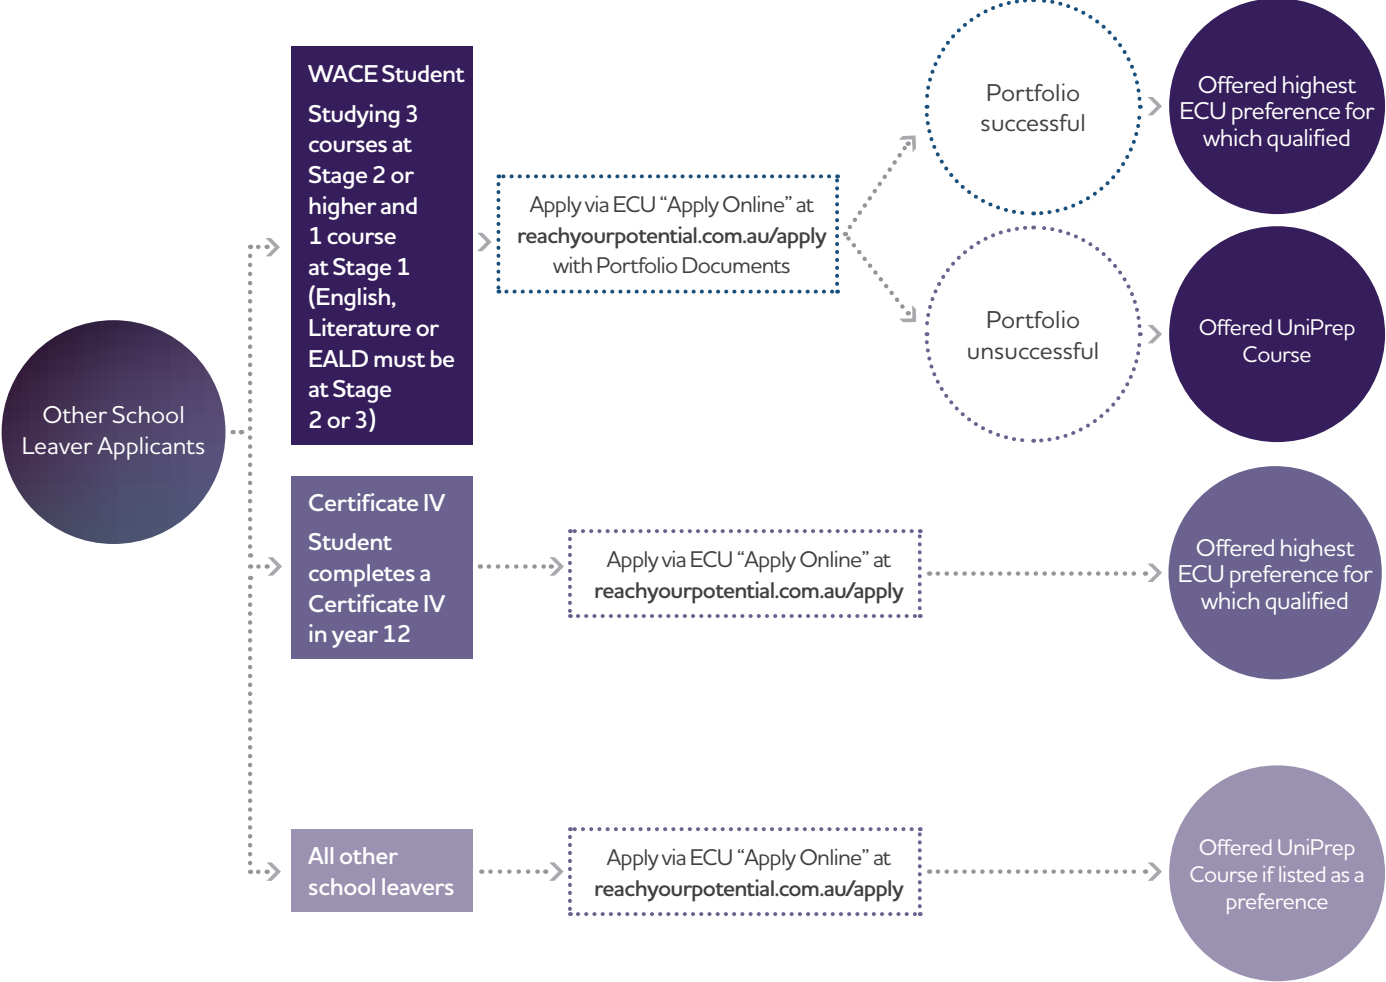 Other School
Leaver Applicants
WACE Student
Studying 3
courses at
Stage 2 or
higher and
1 course
at Stage 1
(English,
Literature or
EALD must be
at Stage
2 or 3)
Apply via ECU “Apply Online” at
reachyourpotential.com.au/apply
with Portfolio Documents
Portfolio
successful
Offered highest
ECU preference for
which qualified
Portfolio
unsuccessful
Offered UniPrep
Course
Certificate IV
Student
completes a
Certificate IV
in year 12
Apply via ECU “Apply Online” at
reachyourpotential.com.au/apply
Offered highest
ECU preference for
which qualified
All other
school leavers
Apply via ECU “Apply Online” at
reachyourpotential.com.au/apply
Offered UniPrep
Course if listed as a
preference